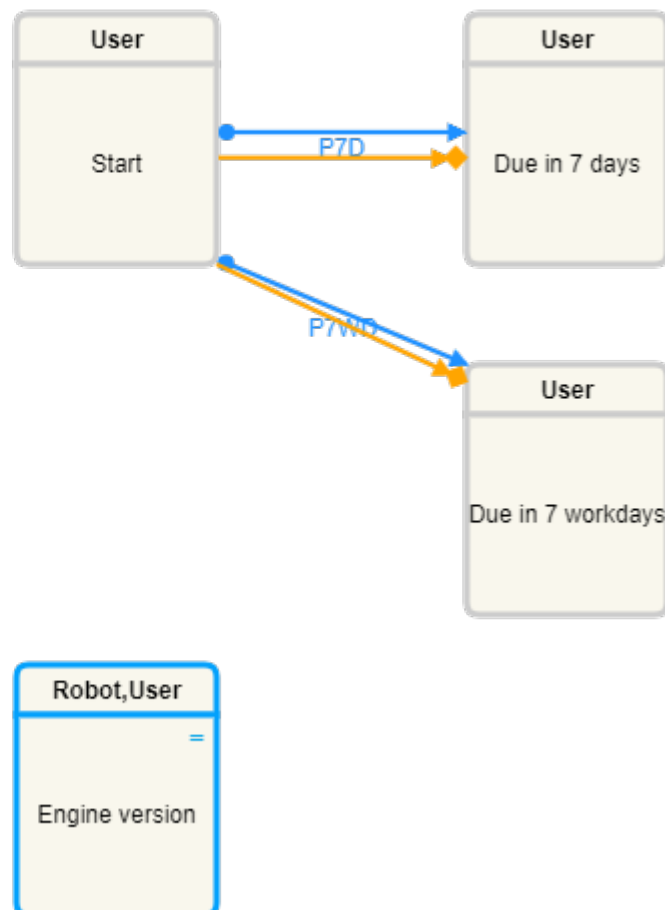 User
Start
P7D
User
Due in 7 days
P7WD
User
Due in 7 workdays
Robot,User
=
Engine version